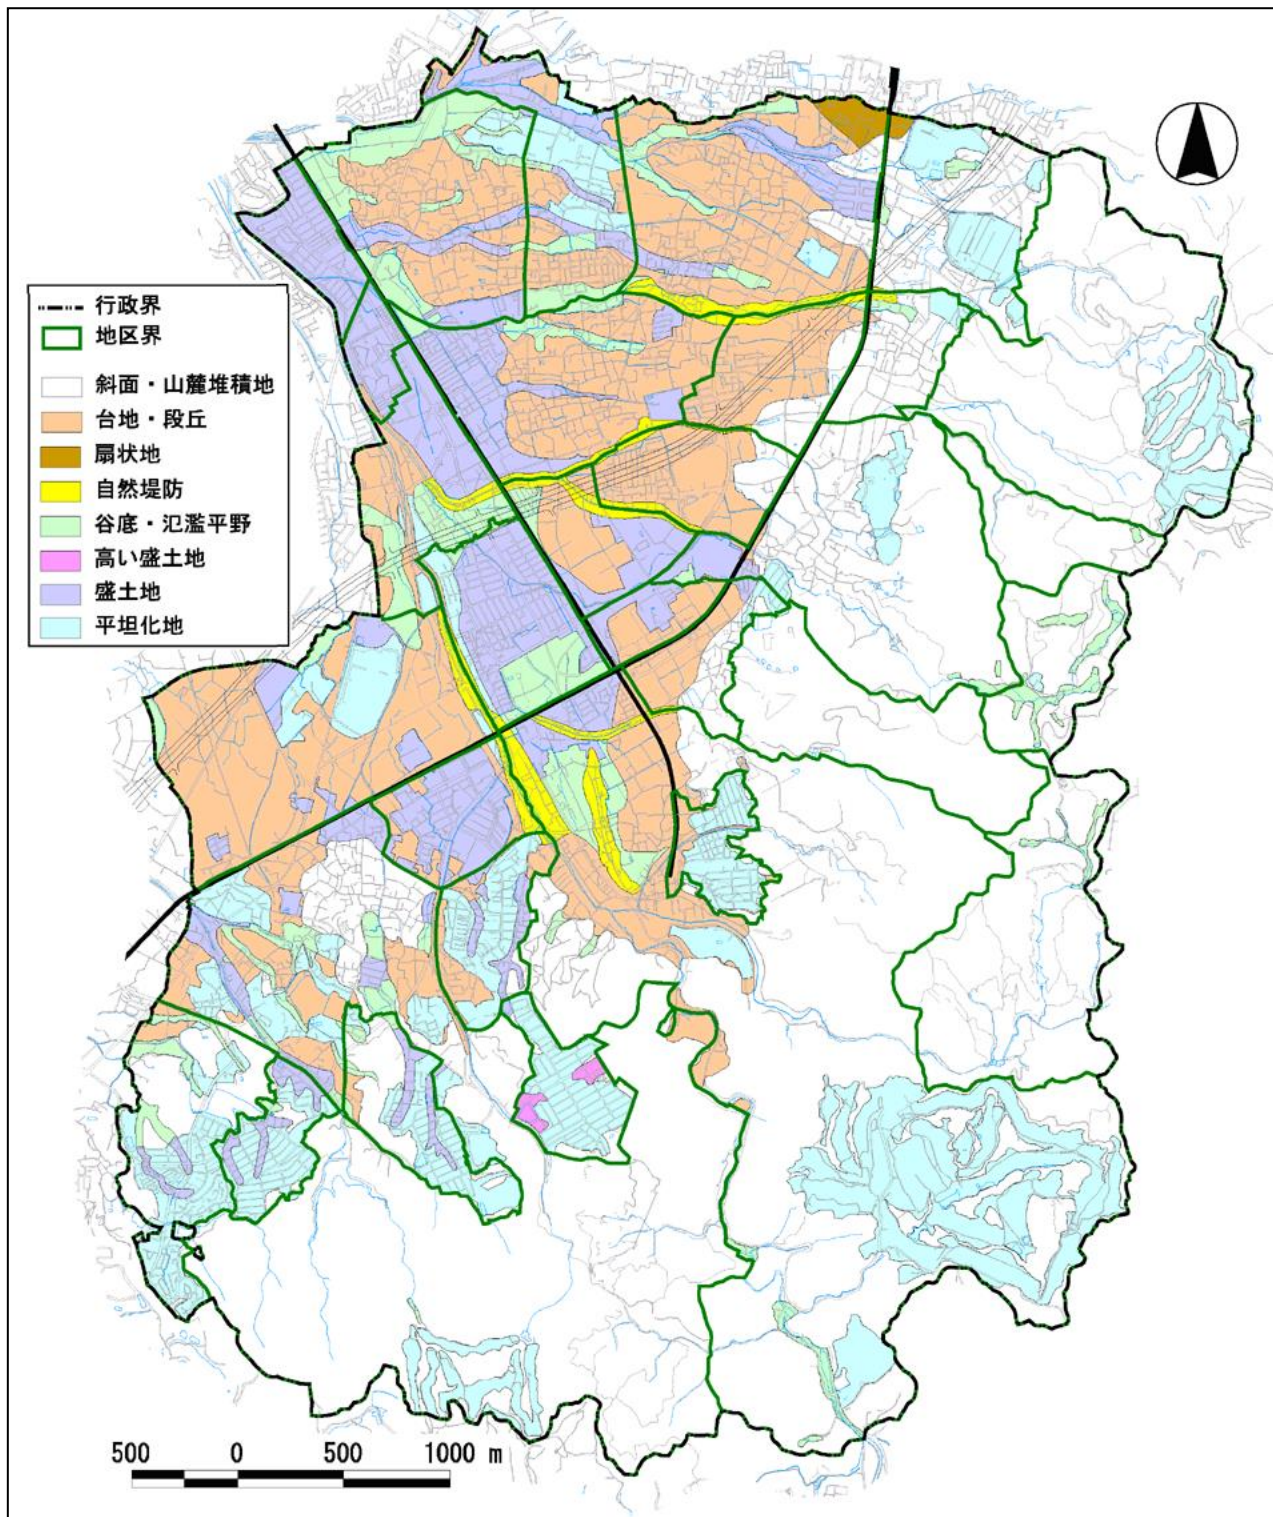 行政界
地区界
斜面・山麓堆積地
台地・段丘
扇状地
自然堤防
谷底・氾濫平野
高い盛土地
盛土地
平坦化地
500 0 500 1000 m